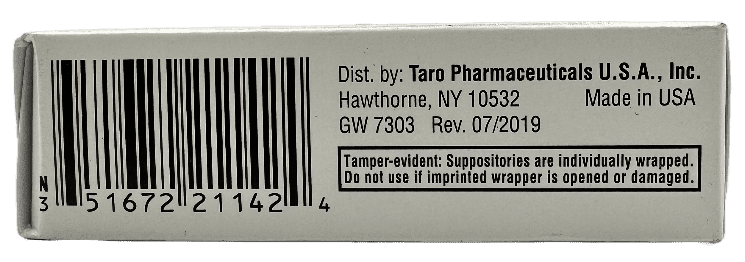 Dist. by: Taro Pharmaceuticals U.S.A., Inc.
Hawthorne, NY 10532 Made in USA
GW 7303 Rev. 07/2019
Tamper-evident: Suppositories are individually wrapped.
Do not use if imprinted wrapper is opened or damaged.
N
3 51672 21142 4